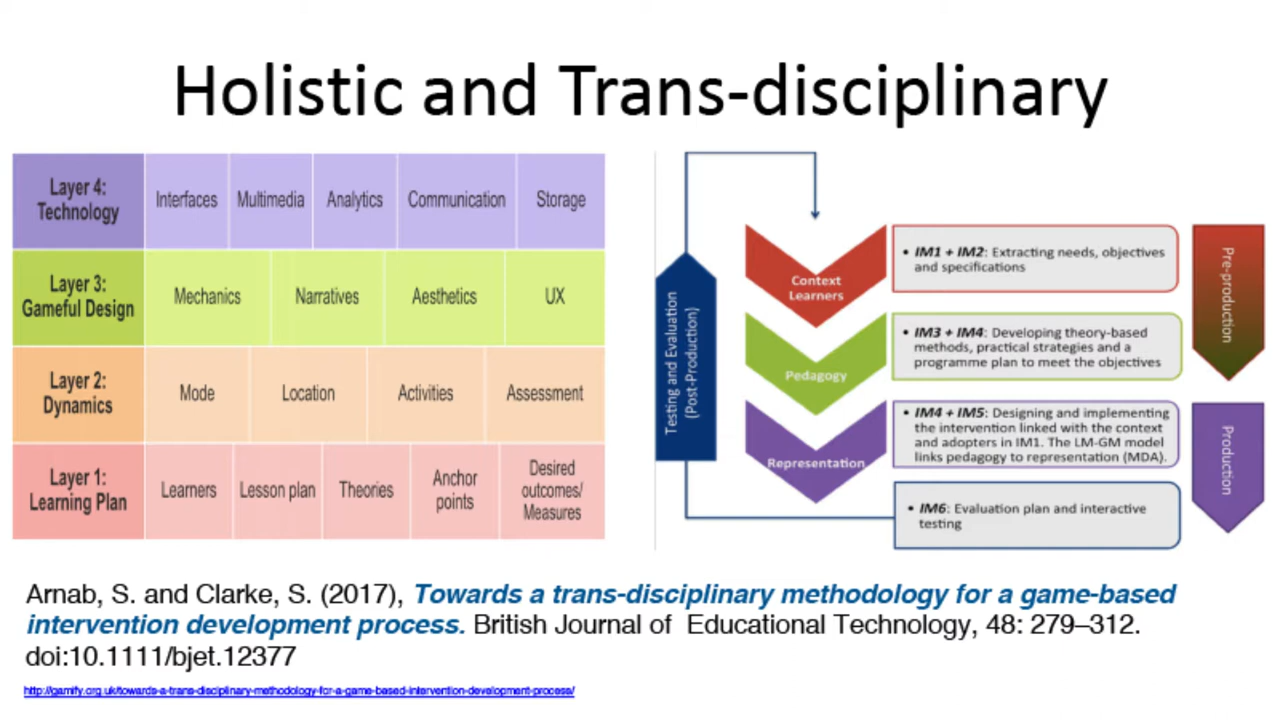 Holistic and Trans-disciplinary
Layer 4:
Technology
Interfaces
Multimedia
Analytics
Communication
Storage
Layer 3:
Gameful Design
Mechanics
Narratives
Aesthetics
UX
Layer 2:
Dynamics
Mode
Location
Activities
Assessment
Layer 1:
Learning Plan
Learners
Lesson plan
Theories
Anchor
points
Desired
outcomes/
Measures
Testing and Evaluation
(Post-Production)
Context
Learners
• IM1 + IM2: Extracting needs, objectives
and specifications
Pedagogy
• IM3 + IM4: Developing theory-based
methods, practical strategies and a
programme plan to meet the objectives
Representation
• IM4 + IM5: Designing and implementing
the intervention linked with the context
and adopters in IM1. The LM-GM model
links pedagogy to representation (MDA).
• IM6: Evaluation plan and interactive
testing
Pre-production
Production
Arnab, S. and Clarke, S. (2017), Towards a trans-disciplinary methodology for a game-based
intervention development process. British Journal of Educational Technology, 48: 279–312.
doi:10.1111/bjet.12377
http://gamify.org.uk/towards-a-trans-disciplinary-methodology-for-a-game-based-intervention-development-process/